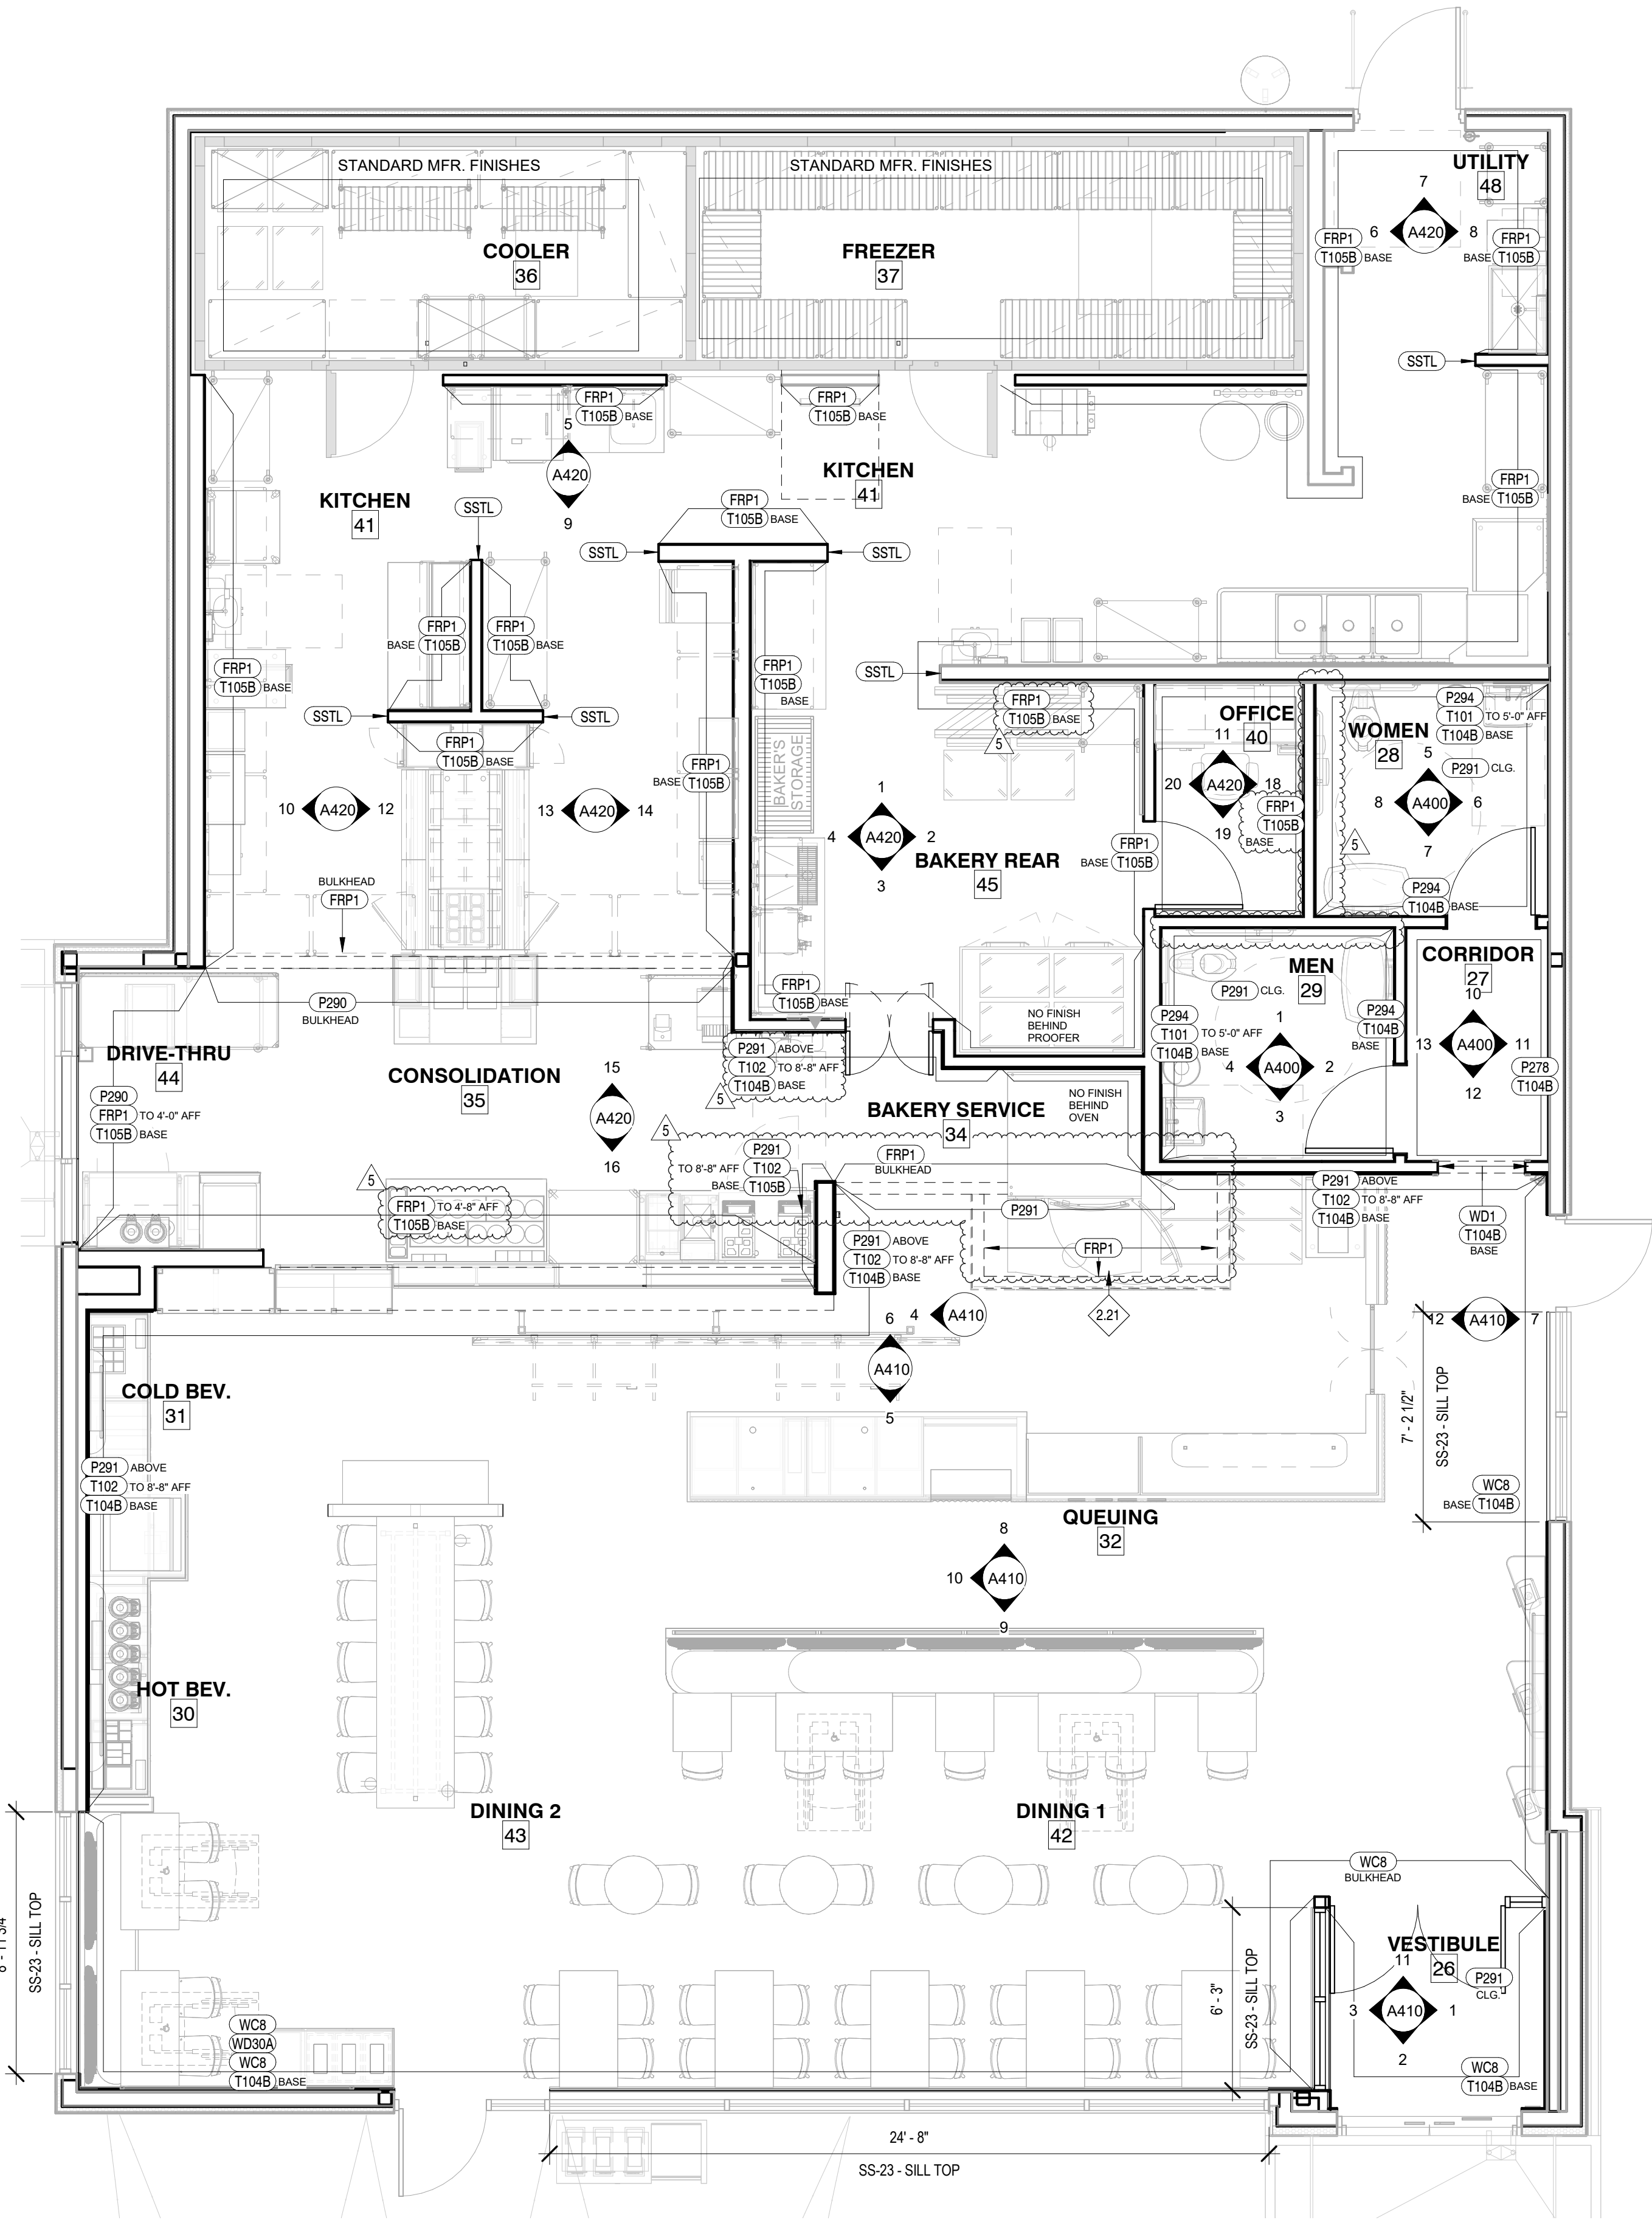 STANDARD MFR. FINISHES
STANDARD MFR. FINISHES
UTILITY
48
7
6
A420
8
FRP1
T105B BASE
FRP1
BASE T105B
COOLER
36
FREEZER
37
SSTL
FRP1
T105B BASE
5
A420
9
FRP1
T105B BASE
KITCHEN
41
KITCHEN
41
FRP1
BASE T105B
SSTL
FRP1
T105B BASE
SSTL
SSTL
FRP1
BASE T105B
FRP1
T105B BASE
FRP1
T105B BASE
FRP1
T105B
BASE
SSTL
SSTL
SSTL
FRP1
T105B BASE
5
FRP1
T105B BASE
FRP1
BASE T105B
BAKER'S
STORAGE
OFFICE
40
11
20
A420
18
19
FRP1
T105B
BASE
WOMEN
28
5
8
A400
6
7
P294
T101 TO 5'-0" AFF
T104B BASE
P291 CLG.
5
P294
T104B BASE
10
A420
12
13
A420
14
1
4
A420
2
3
BAKERY REAR
45
FRP1
BASE T105B
BULKHEAD
FRP1
P290
BULKHEAD
FRP1
T105B BASE
NO FINISH
BEHIND
PROOFER
MEN
29
P291 CLG.
P294
T101 TO 5'-0" AFF
T104B BASE
1
4
A400
2
3
P294
T104B
BASE
CORRIDOR
27
10
13
A400
11
12
P278
T104B
DRIVE-THRU
44
P290
FRP1 TO 4'-0" AFF
T105B BASE
CONSOLIDATION
35
15
A420
16
P291 ABOVE
T102 TO 8'-8" AFF
T104B BASE
5
BAKERY SERVICE
34
NO FINISH
BEHIND
OVEN
5
P291
TO 8'-8" AFF T102
BASE T105B
FRP1
BULKHEAD
P291
5
FRP1 TO 4'-8" AFF
T105B BASE
P291 ABOVE
T102 TO 8'-8" AFF
T104B BASE
WD1
T104B
BASE
P291 ABOVE
T102 TO 8'-8" AFF
T104B BASE
FRP1
2.21
4
A410
6
A410
5
12
A410
7
7' - 2 1/2"
SS-23 - SILL TOP
COLD BEV.
31
P291 ABOVE
T102 TO 8'-8" AFF
T104B BASE
WC8
BASE T104B
QUEUING
32
8
10
A410
9
HOT BEV.
30
DINING 2
43
DINING 1
42
SS-23 - SILL TOP
WC8
BULKHEAD
6' - 3"
SS-23 - SILL TOP
VESTIBULE
26
11
3
A410
1
2
P291
CLG.
WC8
T104B BASE
WC8
WD30A
WC8
T104B BASE
24' - 8"
SS-23 - SILL TOP